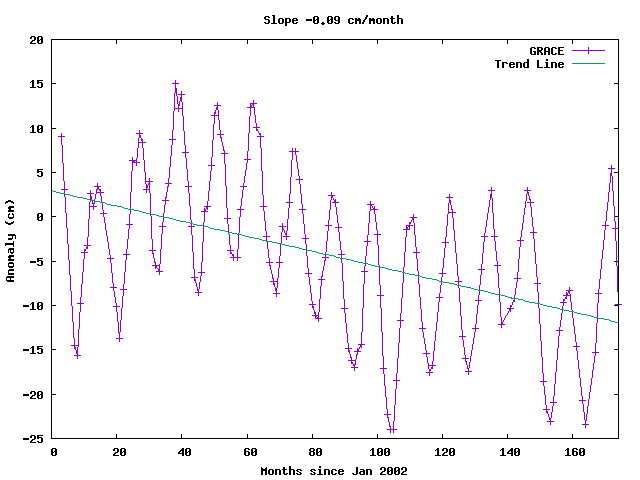 Slope -0.09 cm/month
GRACE
Trend Line
20
15
10
5
0
-5
-10
-15
-20
-25
Anomaly (cm)
0 20 40 60 80 100 120 140 160
Months since Jan 2002